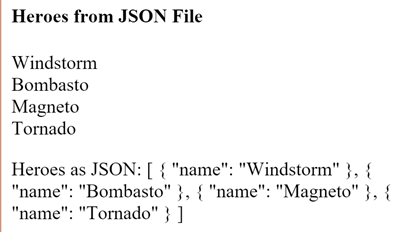 Heroes from JSON File
Windstorm
Bombasto
Magneto
Tornado
Heroes as JSON: [ { "name": "Windstorm" }, {
"name": "Bombasto" }, { "name": "Magneto" }, {
"name": "Tornado" } ]